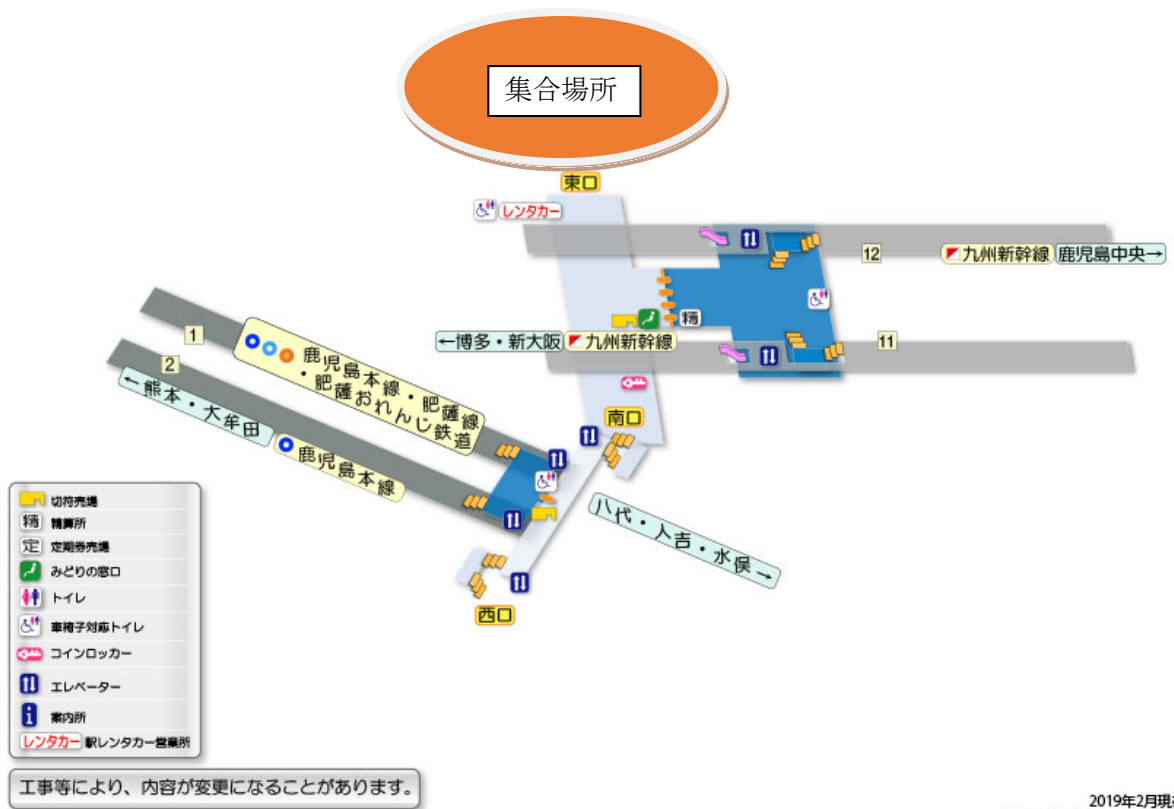 集合場所
東口
レンタカー
12
九州新幹線
鹿児島中央→
精
←博多・新大阪
九州新幹線
11
1
鹿児島本線・肥薩線
・肥薩おれんじ鉄道
2
←熊本・大牟田
鹿児島本線
南口
八代・人吉・水俣→
西口
切符売場
精 精算所
定 定期券売場
みどりの窓口
トイレ
車椅子対応トイレ
コインロッカー
エレベーター
案内所
レンタカー 駅レンタカー営業所
工事等により、内容が変更になることがあります。
2019年2月現